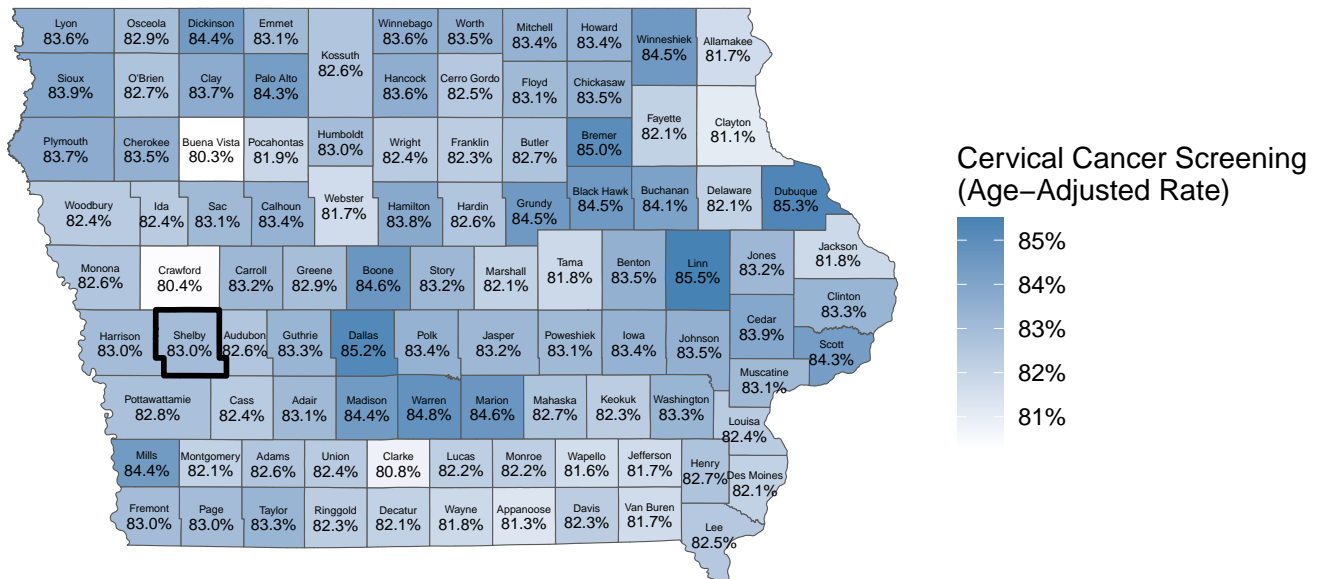 Lyon
83.6%
Osceola
82.9%
Dickinson
84.4%
Emmet
83.1%
Kossuth
82.6%
Winnebago
83.6%
Worth
83.5%
Mitchell
83.4%
Howard
83.4%
Winneshiek
84.5%
Allamakee
81.7%
Sioux
83.9%
O'Brien
82.7%
Clay
83.7%
Palo Alto
84.3%
Hancock
83.6%
Cerro Gordo
82.5%
Floyd
83.1%
Chickasaw
83.5%
Fayette
82.1%
Clayton
81.1%
Plymouth
83.7%
Cherokee
83.5%
Buena Vista
80.3%
Pocahontas
81.9%
Humboldt
83.0%
Wright
82.4%
Franklin
82.3%
Butler
82.7%
Bremer
85.0%
Woodbury
82.4%
Ida
82.4%
Sac
83.1%
Calhoun
83.4%
Webster
81.7%
Hamilton
83.8%
Hardin
82.6%
Grundy
84.5%
Black Hawk
84.5%
Buchanan
84.1%
Delaware
82.1%
Dubuque
85.3%
Monona
82.6%
Crawford
80.4%
Carroll
83.2%
Greene
82.9%
Boone
84.6%
Story
83.2%
Marshall
82.1%
Tama
81.8%
Benton
83.5%
Linn
85.5%
Jones
83.2%
Jackson
81.8%
Clinton
83.3%
Harrison
83.0%
Shelby
83.0%
Audubon
82.6%
Guthrie
83.3%
Dallas
85.2%
Polk
83.4%
Jasper
83.2%
Poweshiek
83.1%
Iowa
83.4%
Johnson
83.5%
Cedar
83.9%
Scott
84.3%
Muscatine
83.1%
Pottawattamie
82.8%
Cass
82.4%
Adair
83.1%
Madison
84.4%
Warren
84.8%
Marion
84.6%
Mahaska
82.7%
Keokuk
82.3%
Washington
83.3%
Louisa
82.4%
Mills
84.4%
Montgomery
82.1%
Adams
82.6%
Union
82.4%
Clarke
80.8%
Lucas
82.2%
Monroe
82.2%
Wapello
81.6%
Jefferson
81.7%
Henry
82.7%
Des Moines
82.1%
Fremont
83.0%
Page
83.0%
Taylor
83.3%
Ringgold
82.3%
Decatur
82.1%
Wayne
81.8%
Appanoose
81.3%
Davis
82.3%
Van Buren
81.7%
Lee
82.5%
Cervical Cancer Screening
(Age−Adjusted Rate)
85%
84%
83%
82%
81%